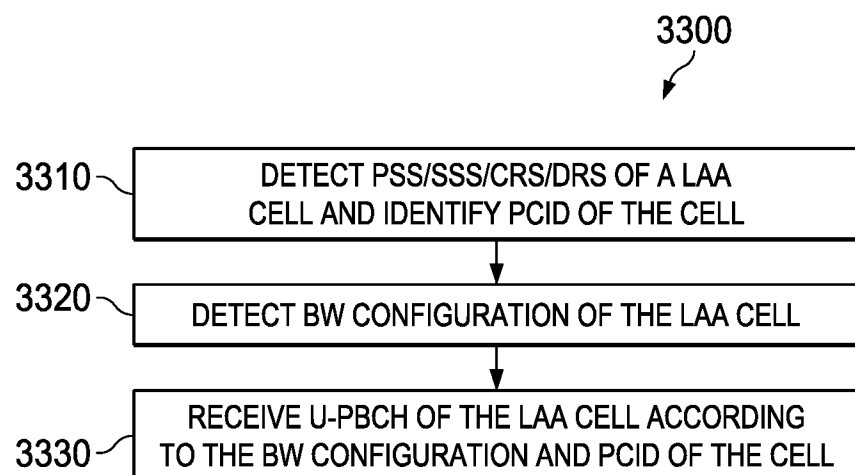 3300
3310
DETECT PSS/SSS/CRS/DRS OF A LAA
CELL AND IDENTIFY PCID OF THE CELL
3320
DETECT BW CONFIGURATION OF THE LAA CELL
3330
RECEIVE U-PBCH OF THE LAA CELL ACCORDING
TO THE BW CONFIGURATION AND PCID OF THE CELL